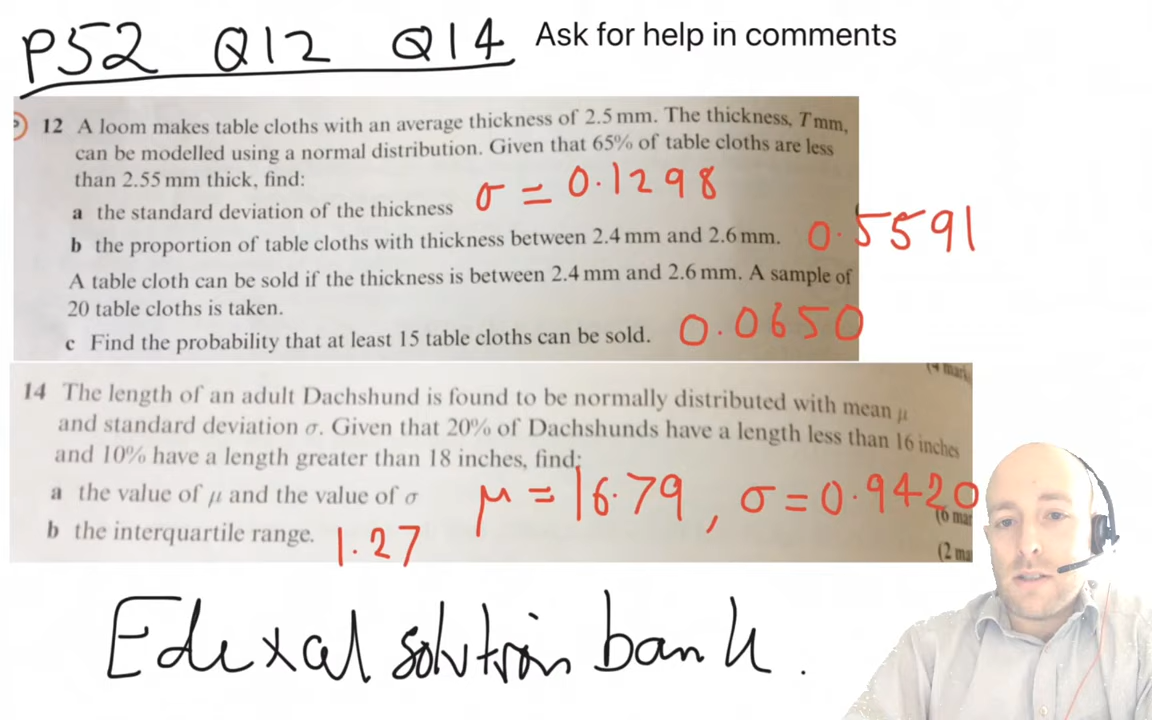 P52 Q12 Q14 Ask for help in comments
12 A loom makes table cloths with an average thickness of 2.5 mm. The thickness, T mm,
can be modelled using a normal distribution. Given that 65% of table cloths are less
than 2.55 mm thick, find:
σ = 0.1298
a the standard deviation of the thickness
b the proportion of table cloths with thickness between 2.4 mm and 2.6 mm. 0.5591
A table cloth can be sold if the thickness is between 2.4 mm and 2.6 mm. A sample of
20 table cloths is taken.
c Find the probability that at least 15 table cloths can be sold. 0.0650
14 The length of an adult Dachshund is found to be normally distributed with mean μ
and standard deviation σ. Given that 20% of Dachshunds have a length less than 16 inches
and 10% have a length greater than 18 inches, find:
a the value of μ and the value of σ μ = 16.79, σ = 0.9420
b the interquartile range. 1.27
Edexcal solution bank.